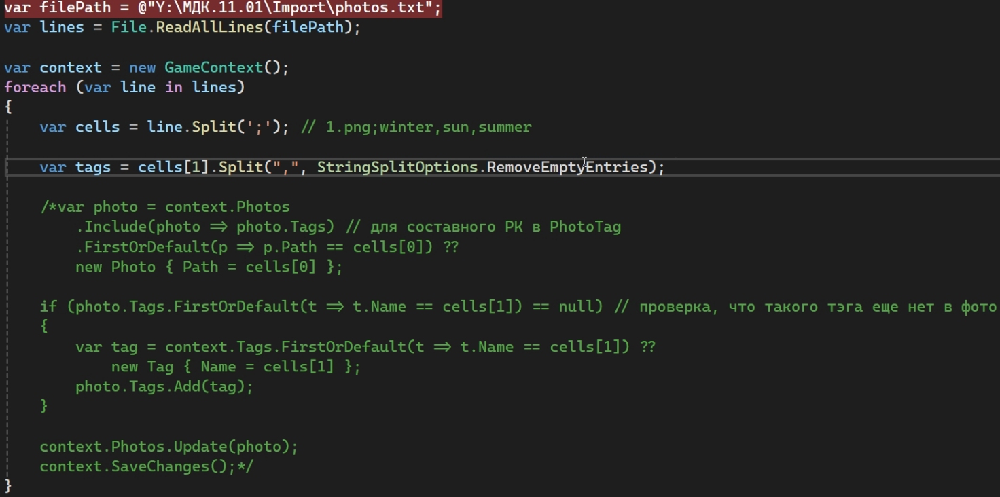 var filePath = @"Y:\МДК.11.01\Import\photos.txt";
var lines = File.ReadAllLines(filePath);
var context = new GameContext();
foreach (var line in lines)
{
var cells = line.Split(';'); // 1.png;winter,sun,summer
var tags = cells[1].Split(",", StringSplitOptions.RemoveEmptyEntries);
/*var photo = context.Photos
.Include(photo => photo.Tags) // для составного PK в PhotoTag
.FirstOrDefault(p => p.Path == cells[0]) ??
new Photo { Path = cells[0] };
if (photo.Tags.FirstOrDefault(t => t.Name == cells[1]) == null) // проверка, что такого тэга еще нет в фото
{
var tag = context.Tags.FirstOrDefault(t => t.Name == cells[1]) ??
new Tag { Name = cells[1] };
photo.Tags.Add(tag);
}
context.Photos.Update(photo);
context.SaveChanges();*/
}